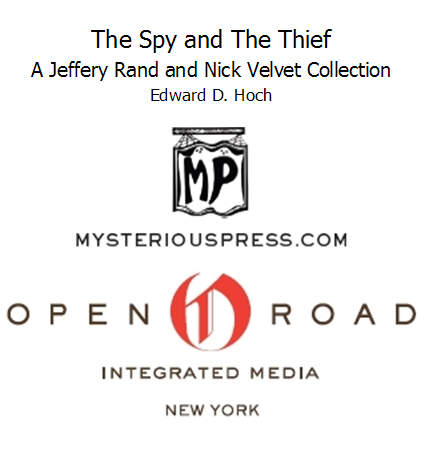 The Spy and The Thief
A Jeffery Rand and Nick Velvet Collection
Edward D. Hoch
MP
MYSTERIOUSPRESS.COM
OPEN ROAD
INTEGRATED MEDIA
NEW YORK